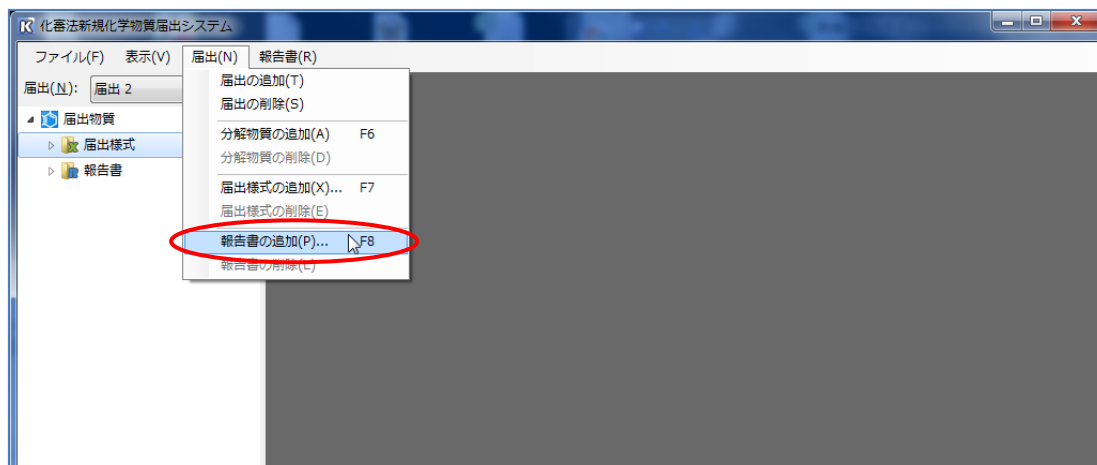 化審法新規化学物質届出システム
ファイル(F) 表示(V) 届出(N) 報告書(R)
届出(N): 届出 2
届出物質
届出様式
報告書
届出の追加(T)
届出の削除(S)
分解物質の追加(A) F6
分解物質の削除(D)
届出様式の追加(X)... F7
届出様式の削除(E)
報告書の追加(P)... F8
報告書の削除(L)